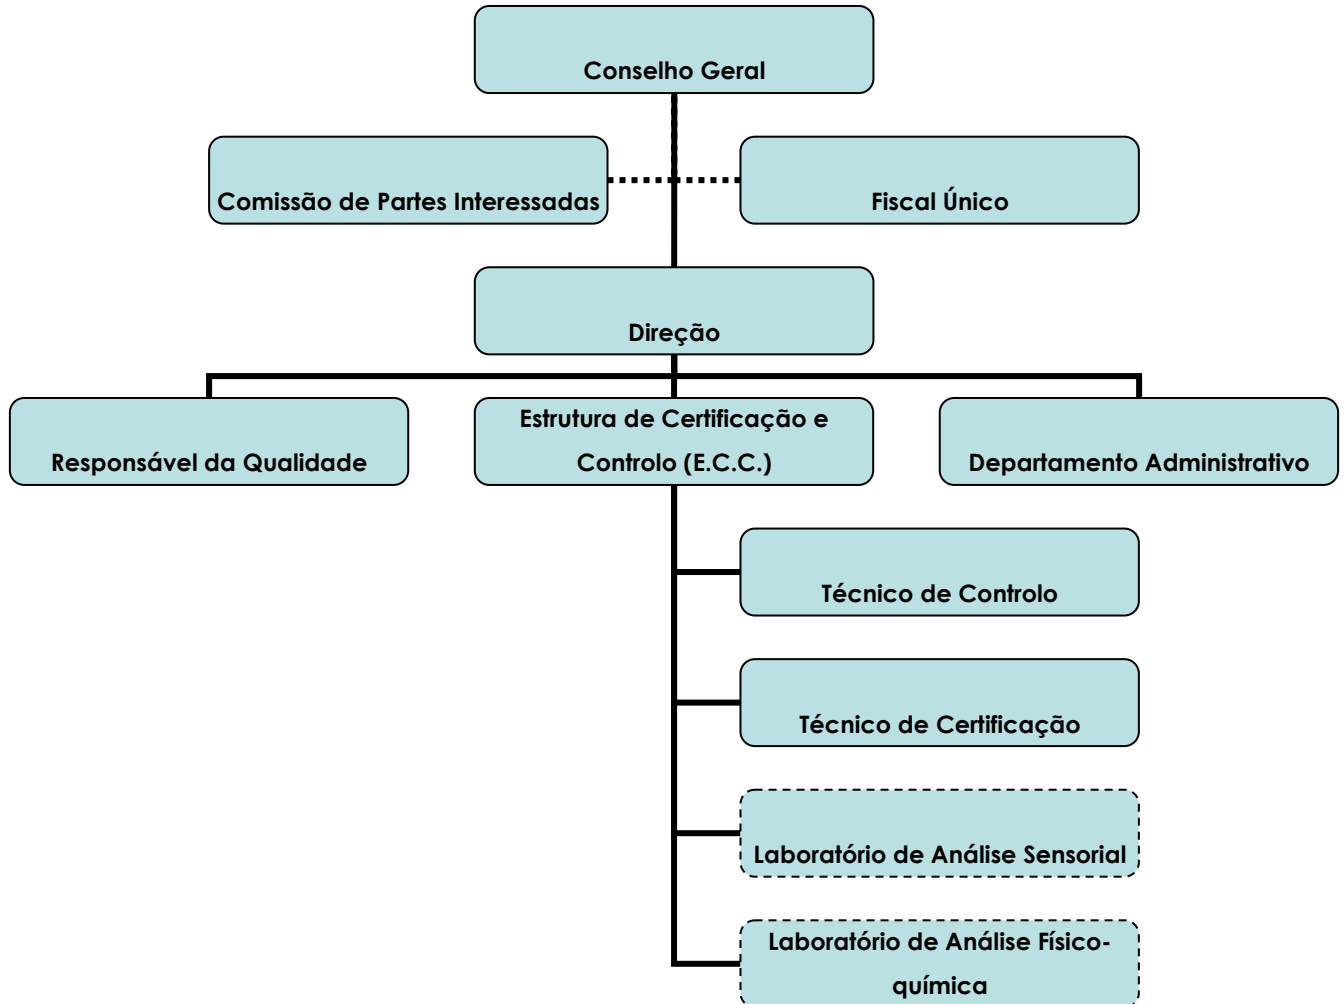 Conselho Geral
Comissão de Partes Interessadas
Fiscal Único
Direção
Responsável da Qualidade
Estrutura de Certificação e
Controlo (E.C.C.)
Departamento Administrativo
Técnico de Controlo
Técnico de Certificação
Laboratório de Análise Sensorial
Laboratório de Análise Físico-
química